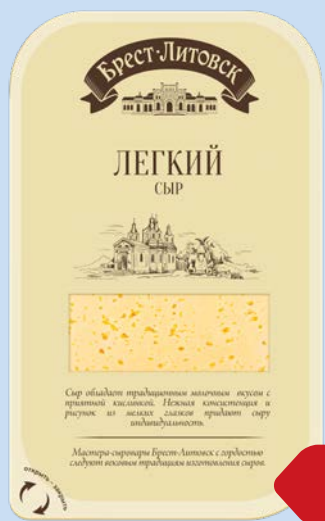 Брест-Литовск
ЛЕГКИЙ
СЫР
Сыр обладает традиционным молочным вкусом с
приятной кислинкой. Нежная консистенция и
рисунок из мелких глазков придают сыру
индивидуальность.
Мастера-сыровары Брест-Литовск с гордостью
следуют вековым традициям изготовления сыров.
открыть - закрыть